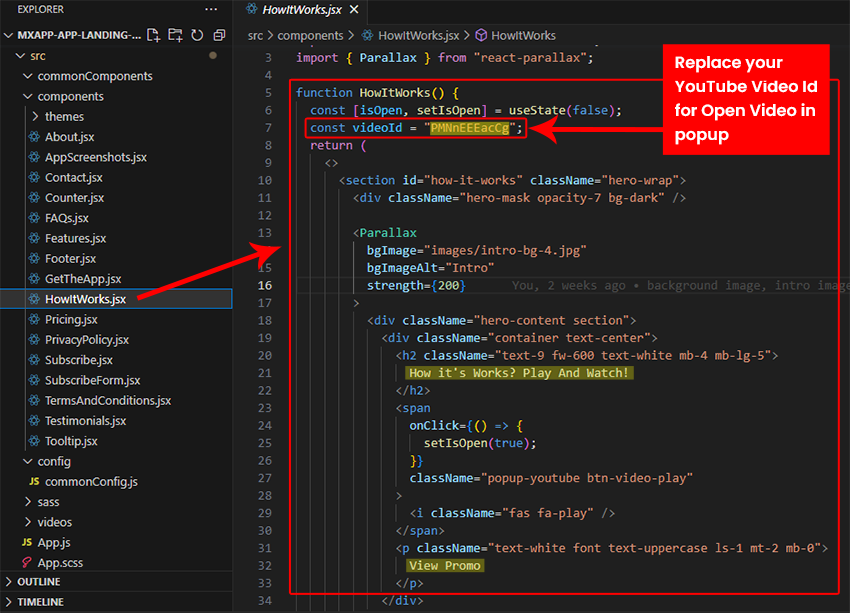 EXPLORER
MXAPP-APP-LANDING-...
src
commonComponents
components
themes
About.jsx
AppScreenshots.jsx
Contact.jsx
Counter.jsx
FAQs.jsx
Features.jsx
Footer.jsx
GetTheApp.jsx
HowItWorks.jsx
Pricing.jsx
PrivacyPolicy.jsx
Subscribe.jsx
SubscribeForm.jsx
TermsAndConditions.jsx
Testimonials.jsx
Tooltip.jsx
config
JS commonConfig.js
sass
videos
JS App.js
App.scss
OUTLINE
TIMELINE
HowItWorks.jsx
src > components > HowItWorks.jsx > HowItWorks
3 import { Parallax } from "react-parallax";
4
5 function HowItWorks() {
6 const [isOpen, setIsOpen] = useState(false);
7 const videoId = "PMNnEEEacCg";
8 return (
9 <>
10 <section id="how-it-works" className="hero-wrap">
11 <div className="hero-mask opacity-7 bg-dark" />
12
13 <Parallax
bgImage="images/intro-bg-4.jpg"
15 bgImageAlt="Intro"
16 strength={200} You, 2 weeks ago • background image, intro image
17 >
18 <div className="hero-content section">
19 <div className="container text-center">
20 <h2 className="text-9 fw-600 text-white mb-4 mb-lg-5">
21 How it's Works? Play And Watch!
22 </h2>
23 <span
24 onClick={() => {
25 setIsOpen(true);
26 }}
27 className="popup-youtube btn-video-play"
28 >
29 <i className="fas fa-play" />
30 </span>
31 <p className="text-white font text-uppercase ls-1 mt-2 mb-0">
32 View Promo
33 </p>
34 </div>
Replace your
YouTube Video Id
for Open Video in
popup